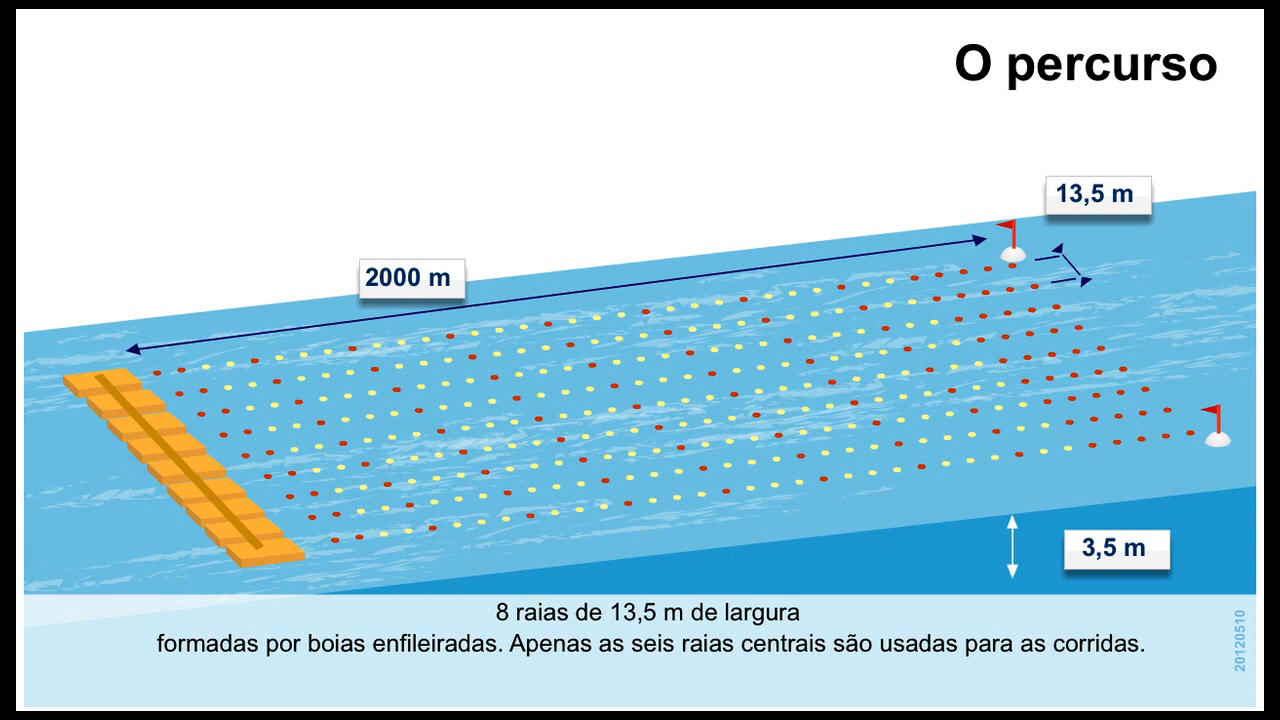 O percurso
13,5 m
2000 m
3,5 m
8 raias de 13,5 m de largura
formadas por boias enfileiradas. Apenas as seis raias centrais são usadas para as corridas.
20120510